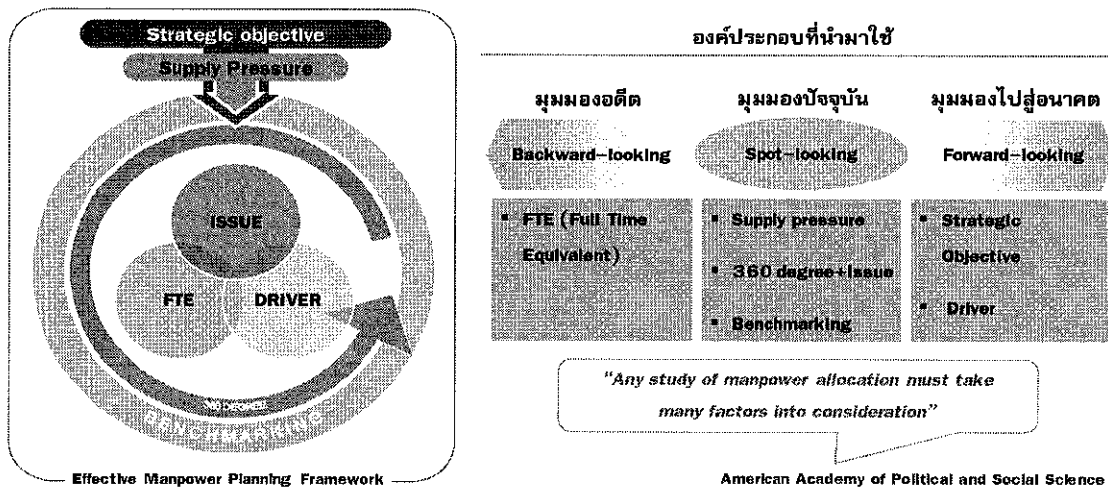 Strategic objective
Supply Pressure
ISSUE
FTE
DRIVER
BENCHMARKING
Effective Manpower Planning Framework
องค์ประกอบที่นำมาใช้
มุมมองอดีต
มุมมองปัจจุบัน
มุมมองไปสู่อนาคต
Backward-looking
Spot-looking
Forward-looking
▪ FTE (Full Time
Equivalent)
▪ Supply pressure
▪ 360 degree+Issue
▪ Benchmarking
▪ Strategic
Objective
▪ Driver
"Any study of manpower allocation must take
many factors into consideration"
American Academy of Political and Social Science